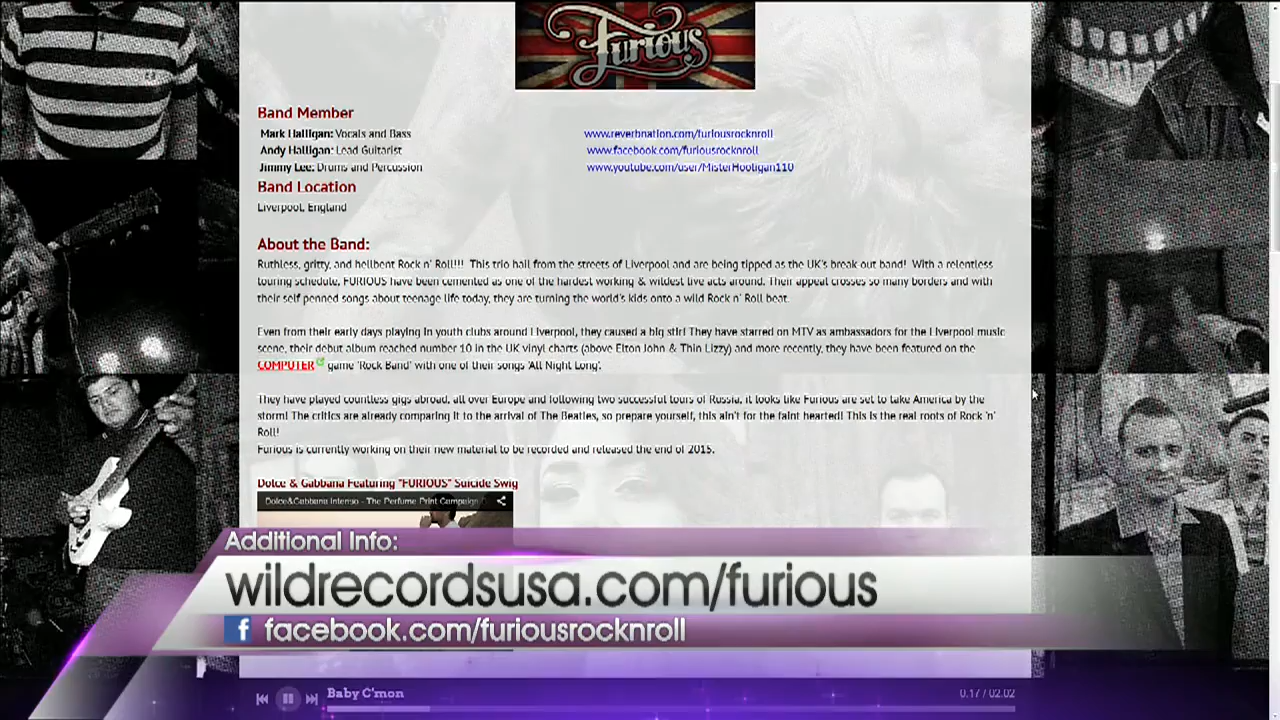 Furious
Band Member
Mark Halligan: Vocals and Bass
www.reverbnation.com/furiousrocknroll
Andy Halligan: Lead Guitarist
www.facebook.com/furiousrocknroll
Jimmy Lee: Drums and Percussion
www.youtube.com/user/MisterHooligan110
Band Location
Liverpool, England
About the Band:
Ruthless, gritty, and hellbent Rock n' Roll!!! This trio hail from the streets of Liverpool and are being tipped as the UK's break out band! With a relentless
touring schedule, FURIOUS have been cemented as one of the hardest working & wildest live acts around. Their appeal crosses so many borders and with
their self penned songs about teenage life today, they are turning the world's kids onto a wild Rock n' Roll beat.
Even from their early days playing in youth clubs around Liverpool, they caused a big stir! They have starred on MTV as ambassadors for the Liverpool music
scene, their debut album reached number 10 in the UK vinyl charts (above Elton John & Thin Lizzy) and more recently, they have been featured on the
COMPUTER game 'Rock Band' with one of their songs 'All Night Long'.
They have played countless gigs abroad, all over Europe and following two successful tours of Russia, it looks like Furious are set to take America by the
storm! The critics are already comparing it to the arrival of The Beatles, so prepare yourself, this ain't for the faint hearted! This is the real roots of Rock 'n'
Roll!
Furious is currently working on their new material to be recorded and released the end of 2015.
Dolce & Gabbana Featuring "FURIOUS" Suicide Swig
Dolce&Gabbana Intenso - The Perfume Print Campaign
Additional Info:
wildrecordsusa.com/furious
f facebook.com/furiousrocknroll
Baby C'mon
0.17 / 02.02